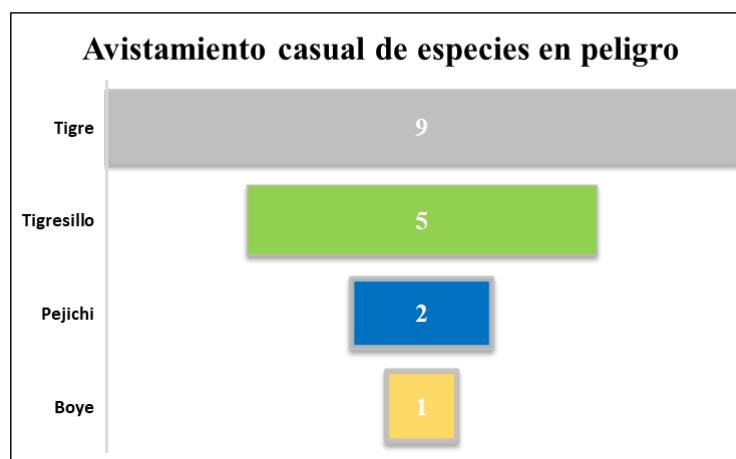 Avistamiento casual de especies en peligro
Tigre 9
Tigresillo 5
Pejichi 2
Boye 1